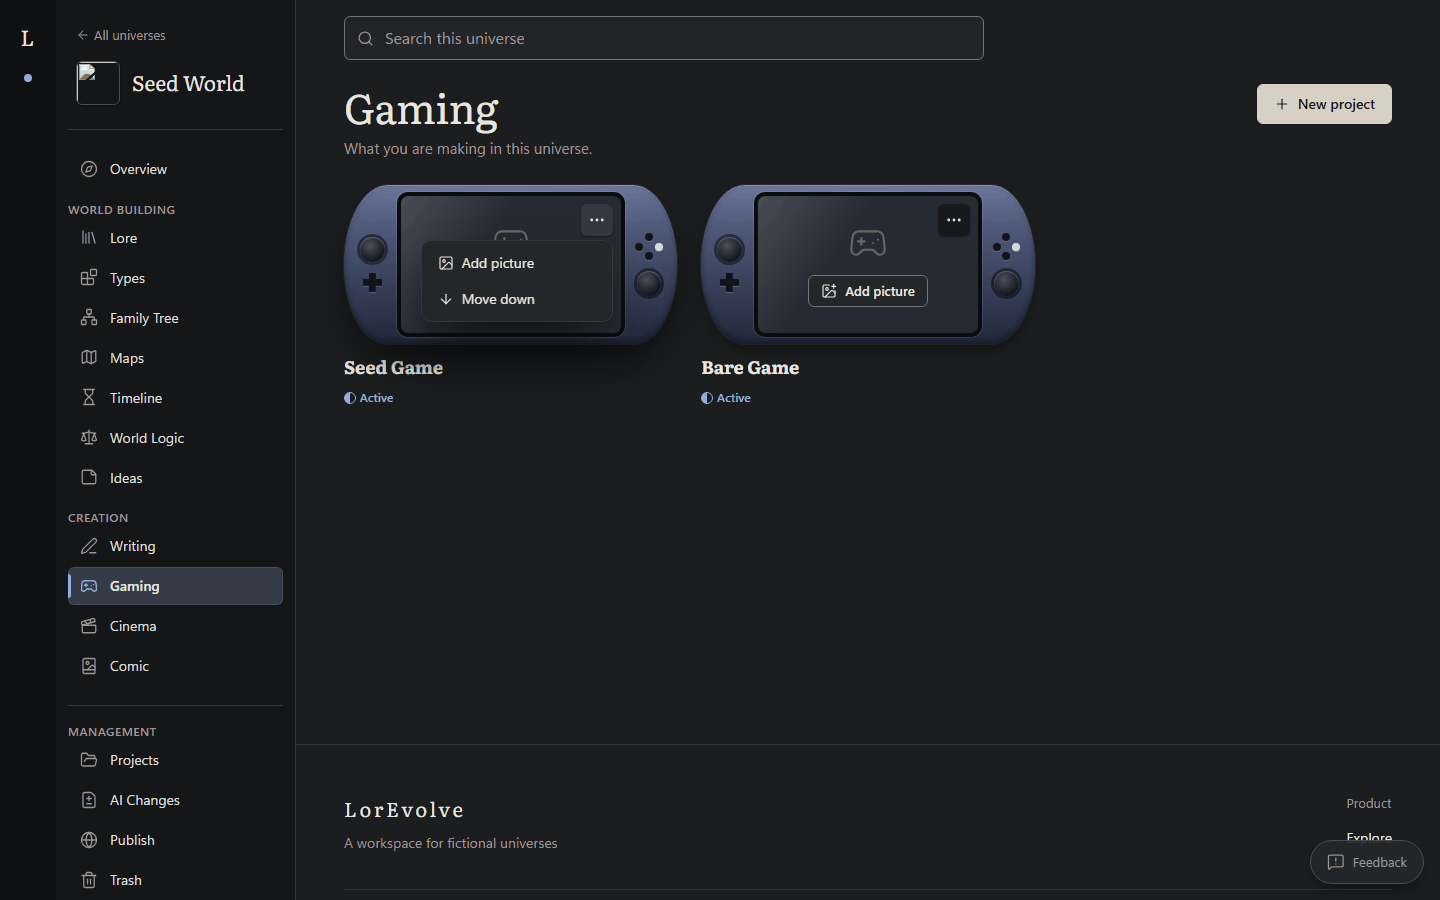 L
All universes
Seed World
Overview
WORLD BUILDING
Lore
Types
Family Tree
Maps
Timeline
World Logic
Ideas
CREATION
Writing
Gaming
Cinema
Comic
MANAGEMENT
Projects
AI Changes
Publish
Trash
Search this universe
Gaming
What you are making in this universe.
New project
Add picture
Move down
Seed Game
Active
Add picture
Bare Game
Active
LorEvolve
A workspace for fictional universes
Product
Explore
Feedback